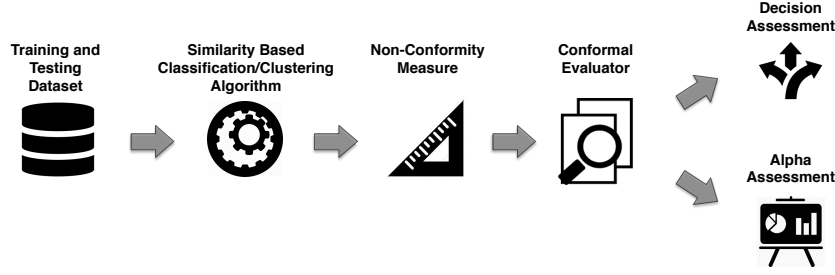 Training and
Testing
Dataset
Similarity Based
Classification/Clustering
Algorithm
Non-Conformity
Measure
Conformal
Evaluator
Decision
Assessment
Alpha
Assessment